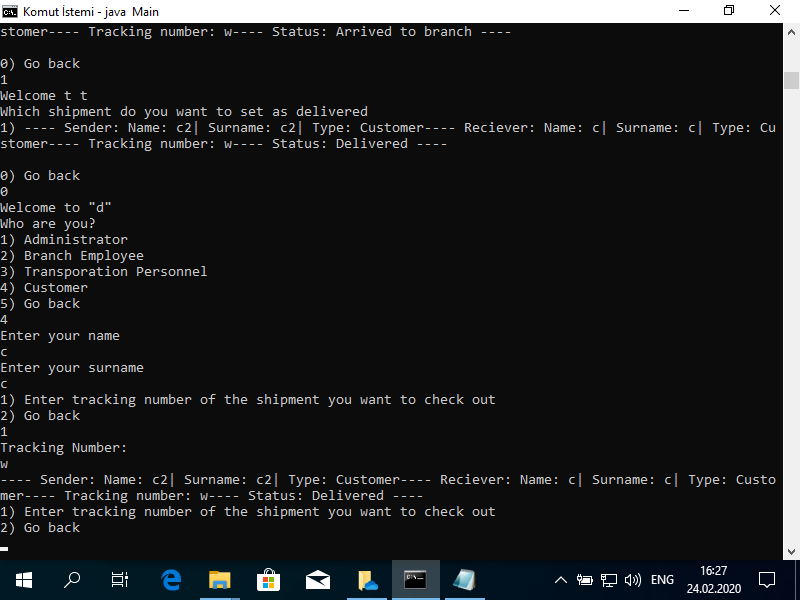 Komut İstemi - java Main
stomer---- Tracking number: w---- Status: Arrived to branch ----
0) Go back
1
Welcome t t
Which shipment do you want to set as delivered
1) ---- Sender: Name: c2| Surname: c2| Type: Customer---- Reciever: Name: c| Surname: c| Type: Cu
stomer---- Tracking number: w---- Status: Delivered ----
0) Go back
0
Welcome to "d"
Who are you?
1) Administrator
2) Branch Employee
3) Transporation Personnel
4) Customer
5) Go back
4
Enter your name
c
Enter your surname
c
1) Enter tracking number of the shipment you want to check out
2) Go back
1
Tracking Number:
w
---- Sender: Name: c2| Surname: c2| Type: Customer---- Reciever: Name: c| Surname: c| Type: Custo
mer---- Tracking number: w---- Status: Delivered ----
1) Enter tracking number of the shipment you want to check out
2) Go back
ENG
16:27
24.02.2020